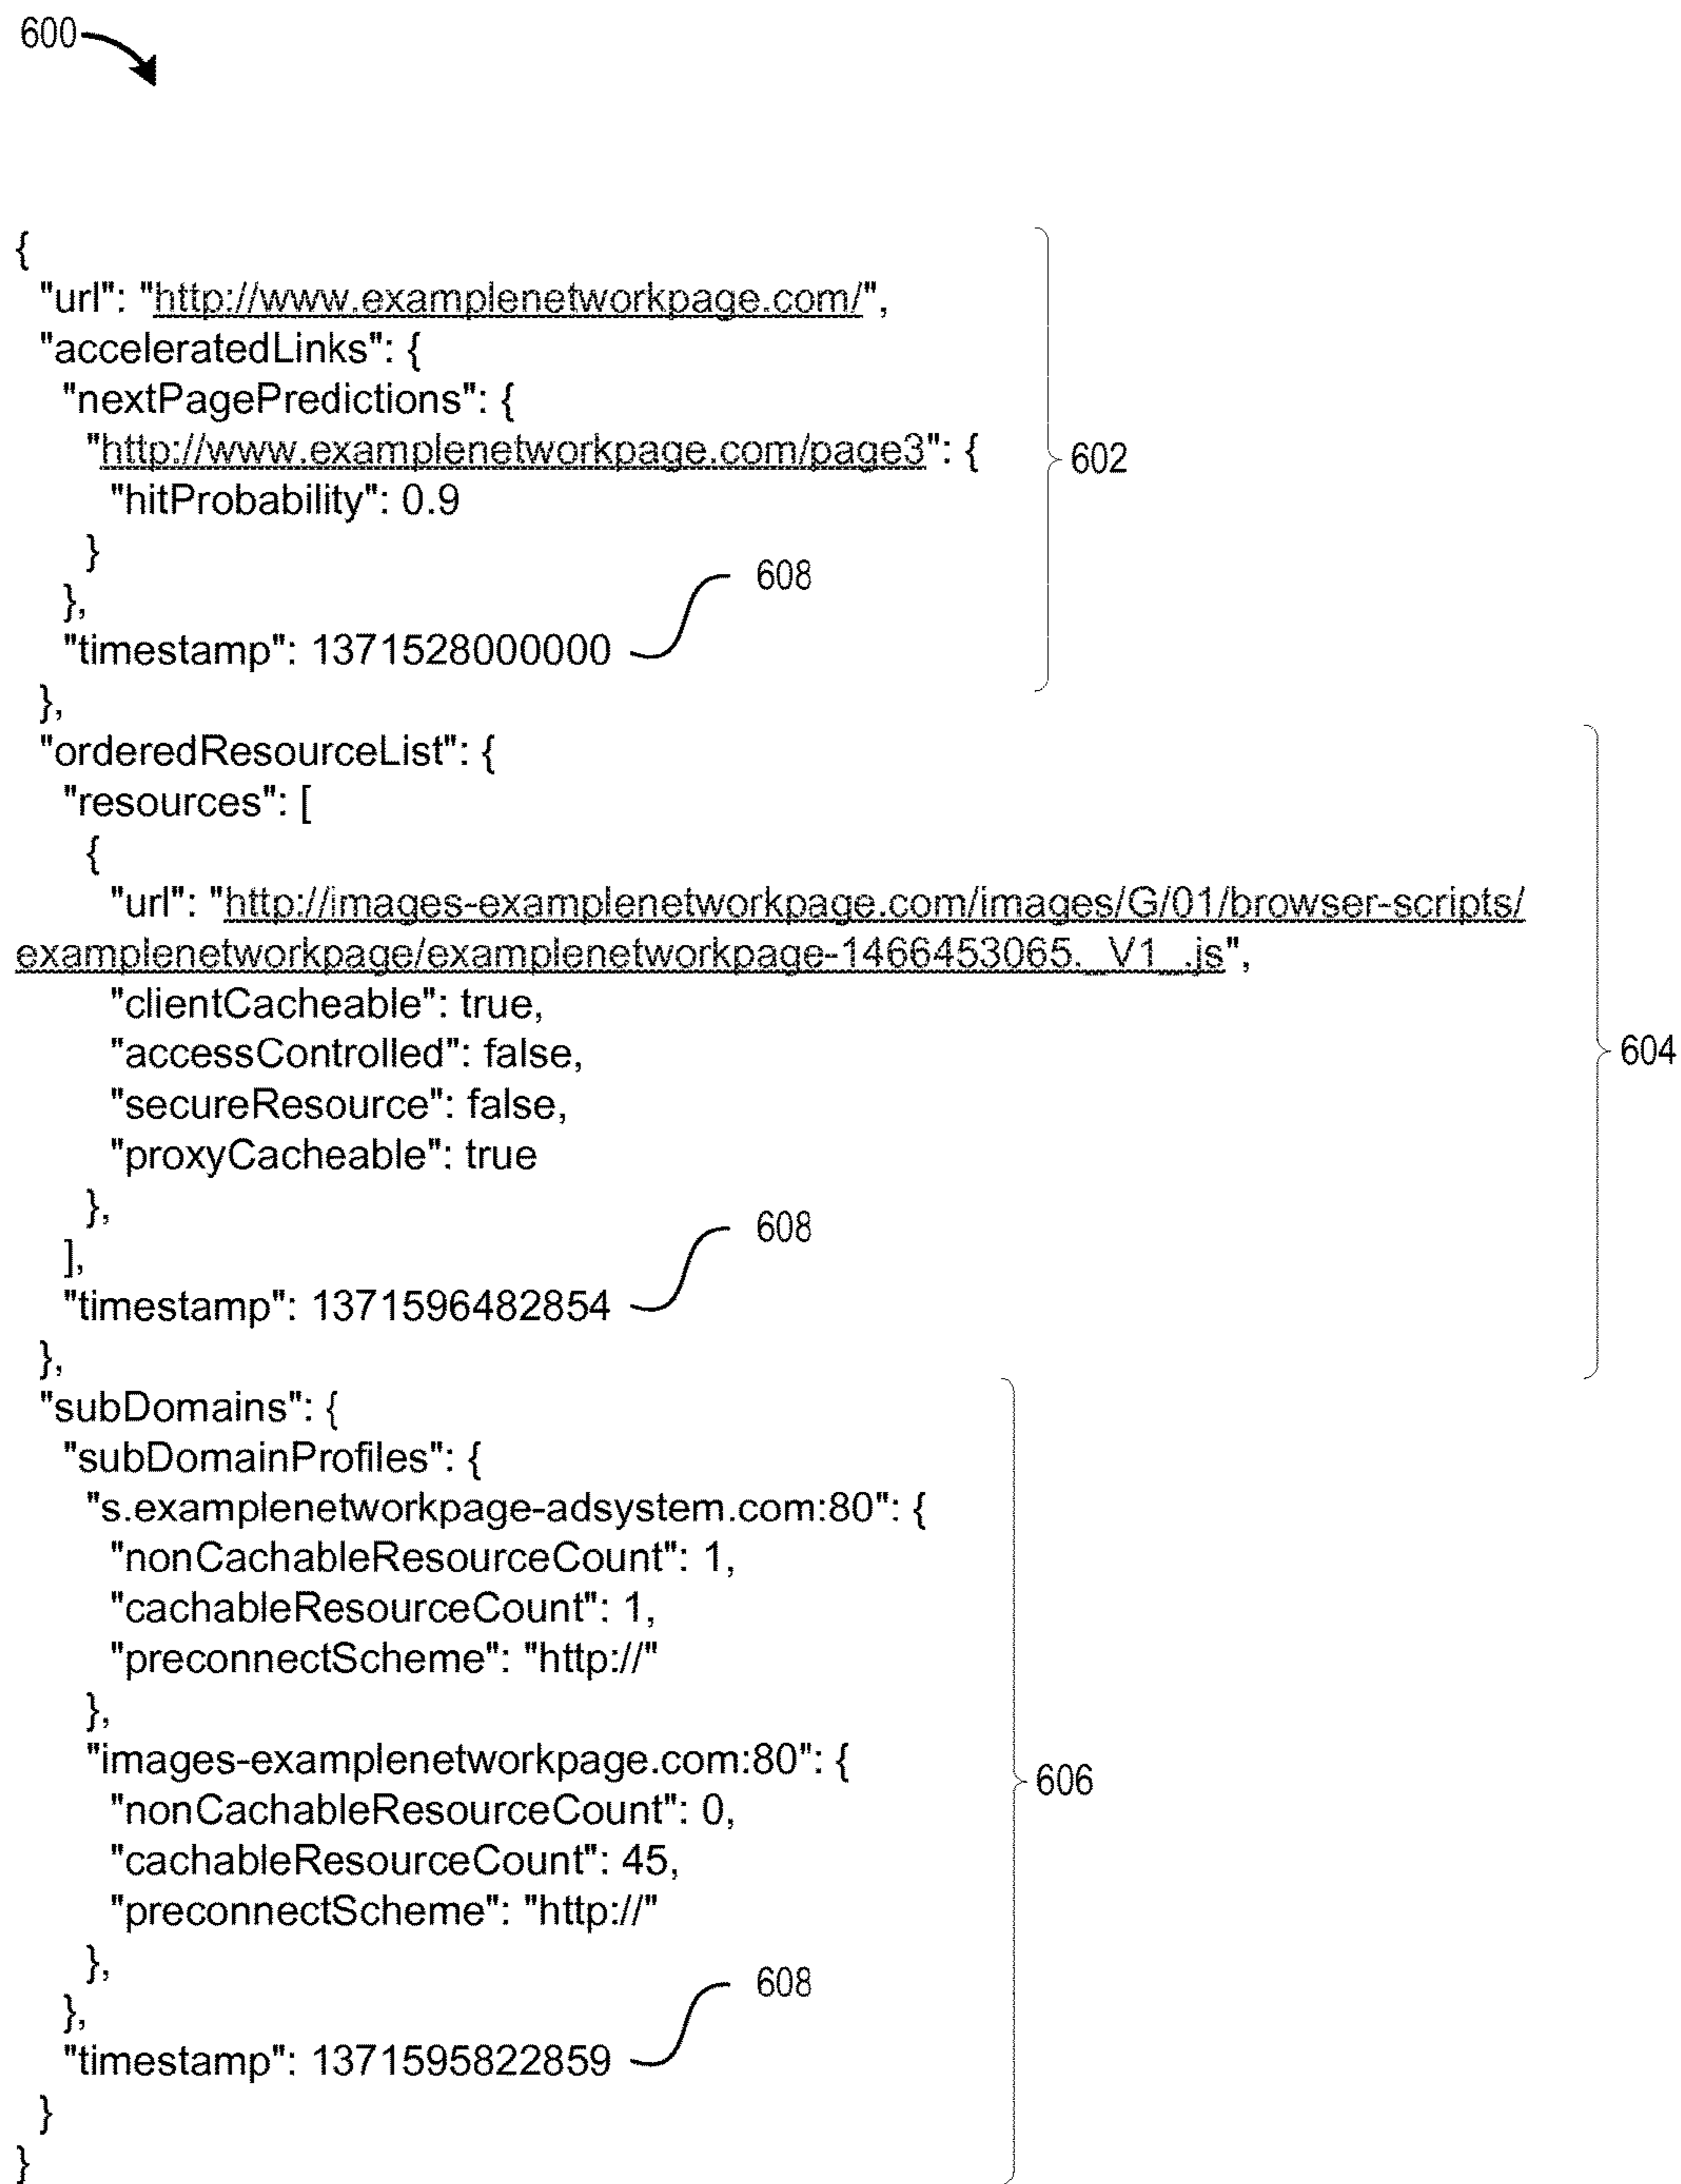 600
{
"url": "http://www.examplenetworkpage.com/",
"acceleratedLinks": {
"nextPagePredictions": {
"http://www.examplenetworkpage.com/page3": {
602
"hitProbability": 0.9
}
608
},
"timestamp": 1371528000000
},
"orderedResourceList": {
"resources": [
{
"url": "http://images-examplenetworkpage.com/images/G/01/browser-scripts/
examplenetworkpage/examplenetworkpage-1466453065._V1_.js",
"clientCacheable": true,
"accessControlled": false,
604
"secureResource": false,
"proxyCacheable": true
},
608
],
"timestamp": 1371596482854
},
"subDomains": {
"subDomainProfiles": {
"s.examplenetworkpage-adsystem.com:80": {
"nonCachableResourceCount": 1,
"cachableResourceCount": 1,
"preconnectScheme": "http://"
},
"images-examplenetworkpage.com:80": {
606
"nonCachableResourceCount": 0,
"cachableResourceCount": 45,
"preconnectScheme": "http://"
},
608
},
"timestamp": 1371595822859
}
}